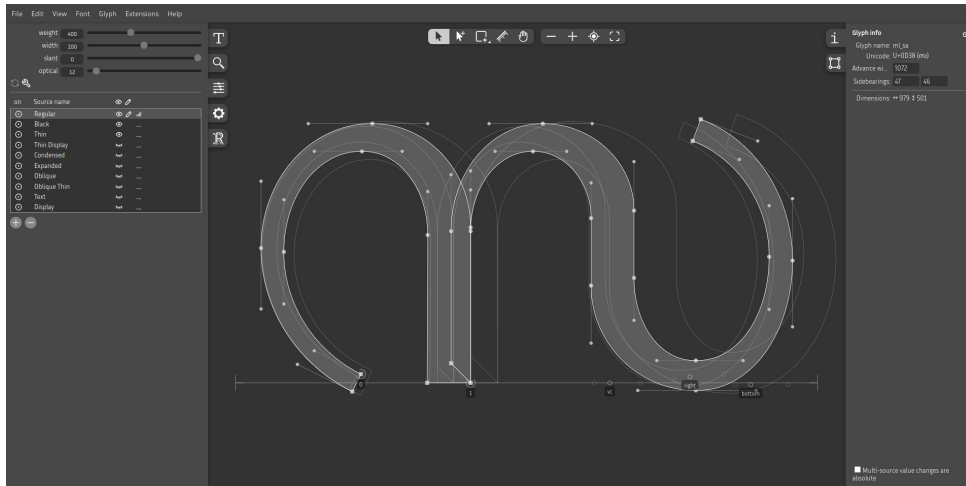 File Edit View Font Glyph Extensions Help
weight 400
width 100
slant 0
optical 12
on Source name
Regular
Black
Thin
Thin Display
Condensed
Expanded
Oblique
Oblique Thin
Text
Display
T
R
0
1
vc
right
bottom
i
Glyph info
Glyph name: ml_sa
Unicode: U+0D38 (സ)
Advance wi... 1072
Sidebearings: 47 46
Dimensions: ↔ 979 ↕ 501
Multi-source value changes are
absolute